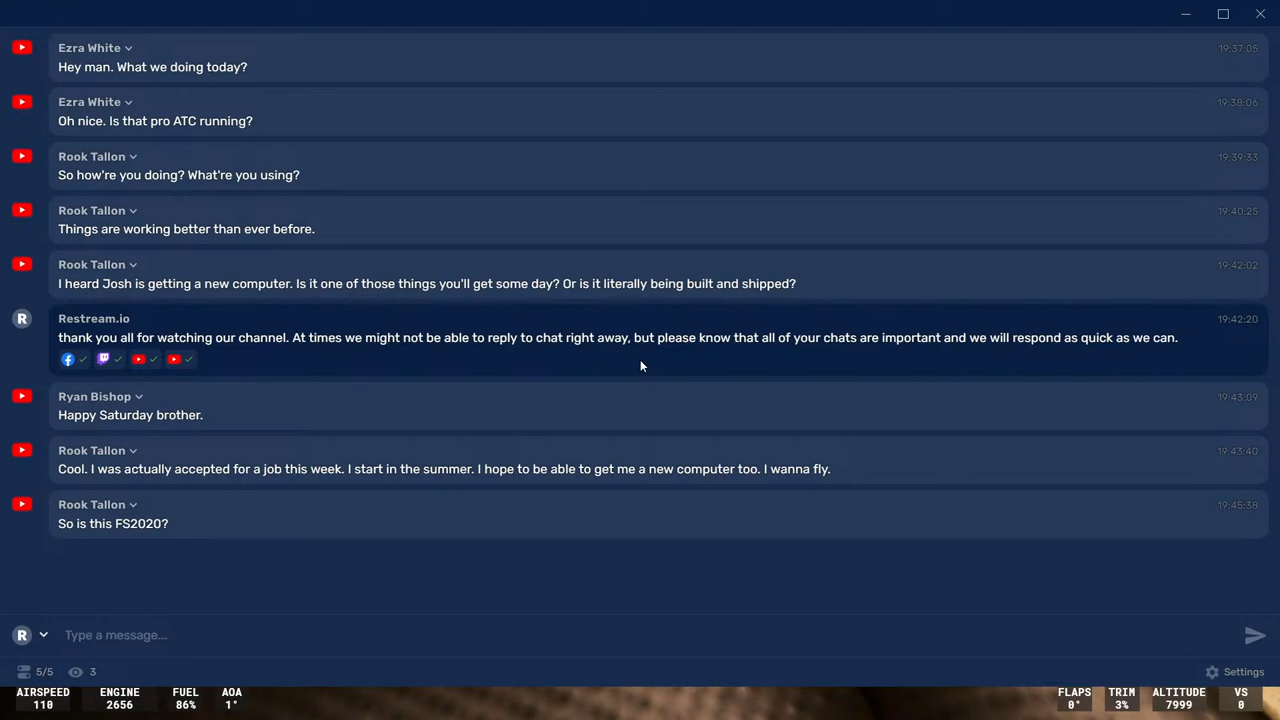 Ezra White
19:37:05
Hey man. What we doing today?
Ezra White
19:38:06
Oh nice. Is that pro ATC running?
Rook Tallon
19:39:33
So how're you doing? What're you using?
Rook Tallon
19:40:25
Things are working better than ever before.
Rook Tallon
19:42:02
I heard Josh is getting a new computer. Is it one of those things you'll get some day? Or is it literally being built and shipped?
R
Restream.io
19:42:20
thank you all for watching our channel. At times we might not be able to reply to chat right away, but please know that all of your chats are important and we will respond as quick as we can.
Ryan Bishop
19:43:09
Happy Saturday brother.
Rook Tallon
19:43:40
Cool. I was actually accepted for a job this week. I start in the summer. I hope to be able to get me a new computer too. I wanna fly.
Rook Tallon
19:45:38
So is this FS2020?
R
Type a message...
5/5
3
Settings
AIRSPEED ENGINE FUEL AOA FLAPS TRIM ALTITUDE VS
110 2656 86% 1° 0° 3% 7999 0